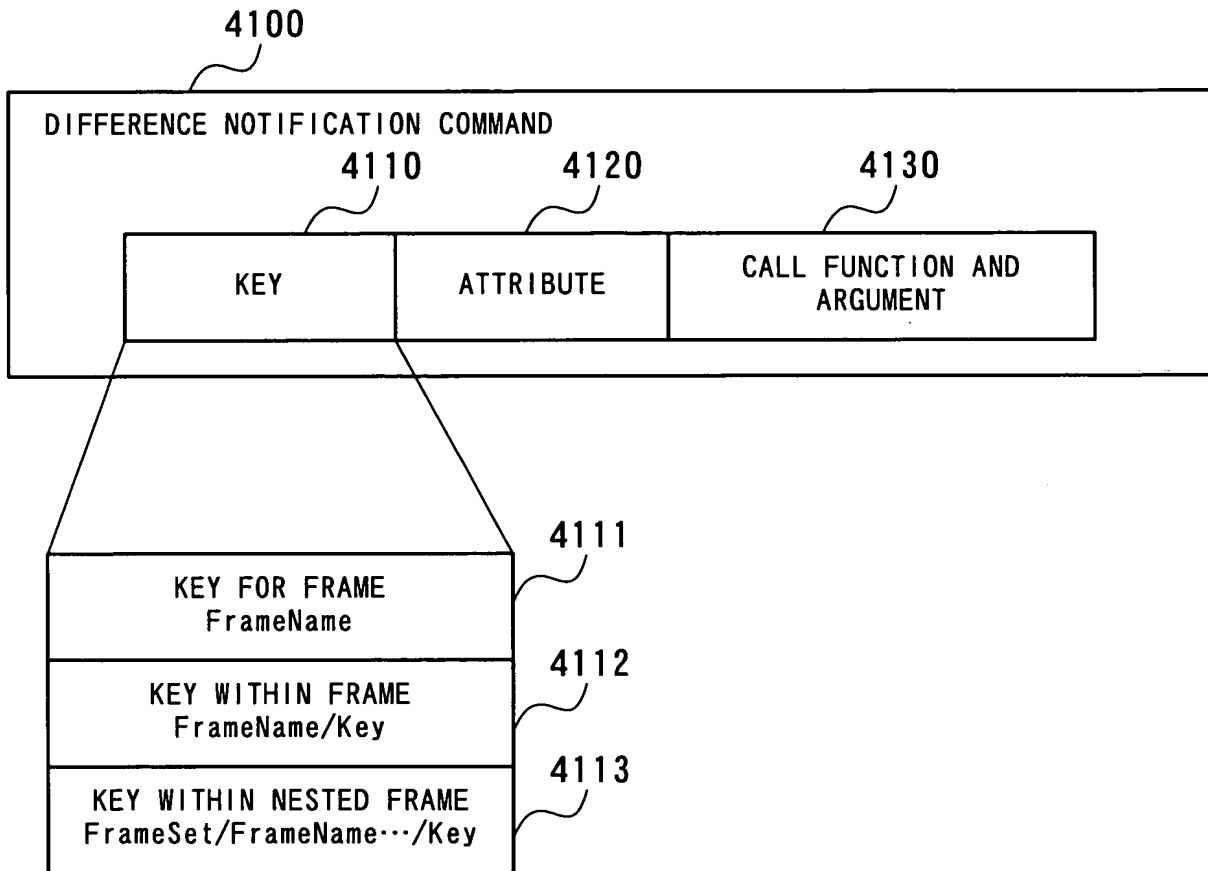 4100
DIFFERENCE NOTIFICATION COMMAND
4110
4120
4130
KEY
ATTRIBUTE
CALL FUNCTION AND
ARGUMENT
4111
KEY FOR FRAME
FrameName
4112
KEY WITHIN FRAME
FrameName/Key
4113
KEY WITHIN NESTED FRAME
FrameSet/FrameName···/Key